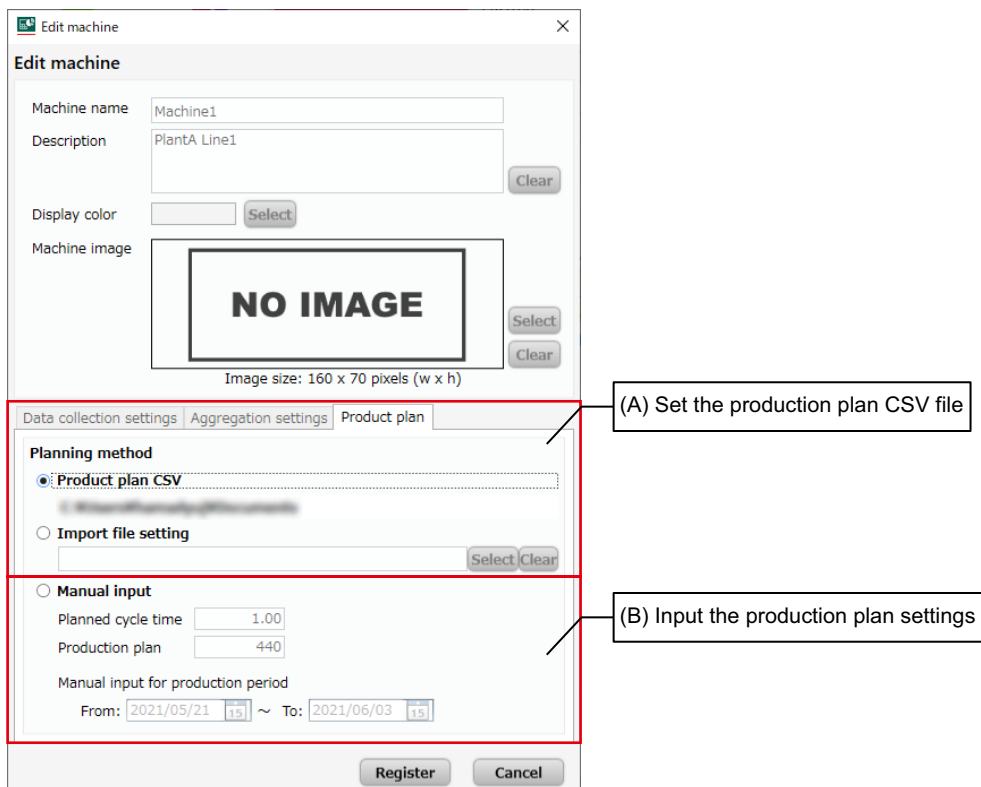 Edit machine
Edit machine
Machine name Machine1
Description PlantA Line1
Clear
Display color Select
Machine image
NO IMAGE
Select
Clear
Image size: 160 x 70 pixels (w x h)
(A) Set the production plan CSV file
Data collection settings Aggregation settings Product plan
Planning method
Product plan CSV
Import file setting
Select Clear
Manual input
(B) Input the production plan settings
Planned cycle time 1.00
Production plan 440
Manual input for production period
From: 2021/05/21 15 ~ To: 2021/06/03 15
Register Cancel